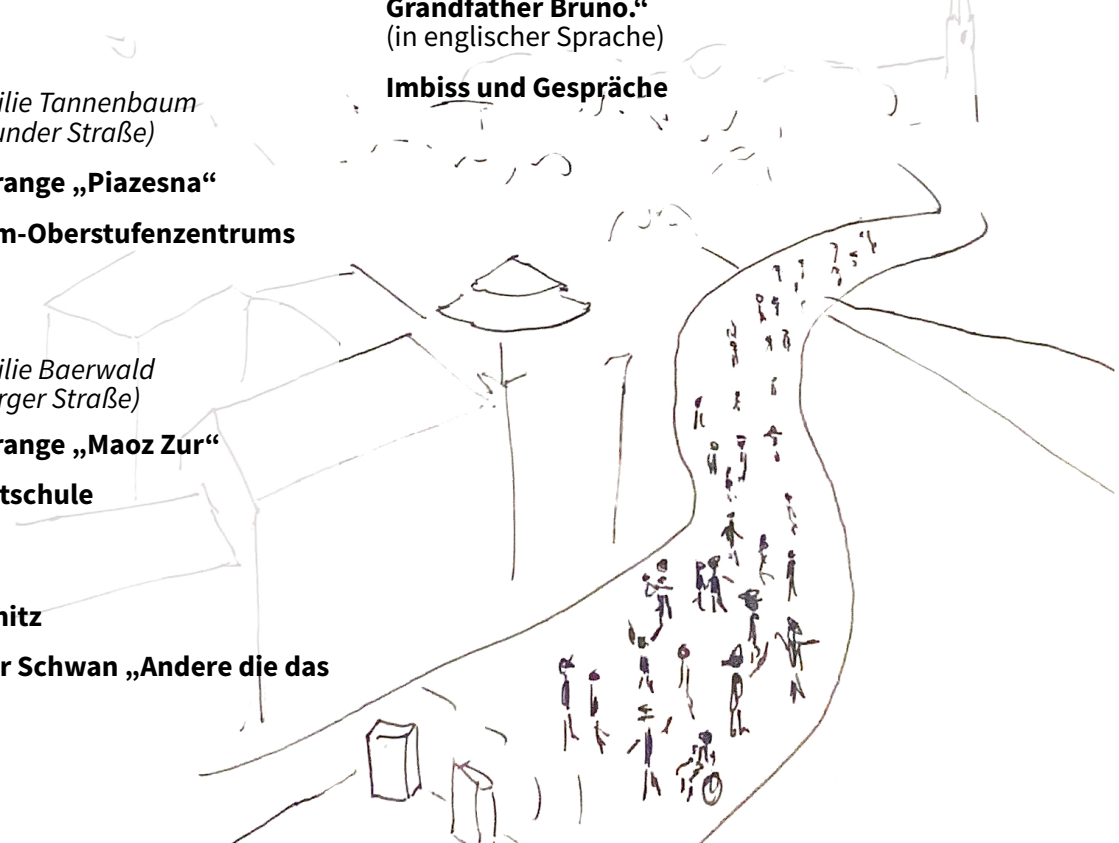 ilie Tannenbaum
under Straße)
range „Piazesna“
m-Oberstufenzentrums
ilie Baerwald
rger Straße)
range „Maoz Zur“
tschule
nitz
r Schwan „Andere die das
Grandfather Bruno.“
(in englischer Sprache)
Imbiss und Gespräche